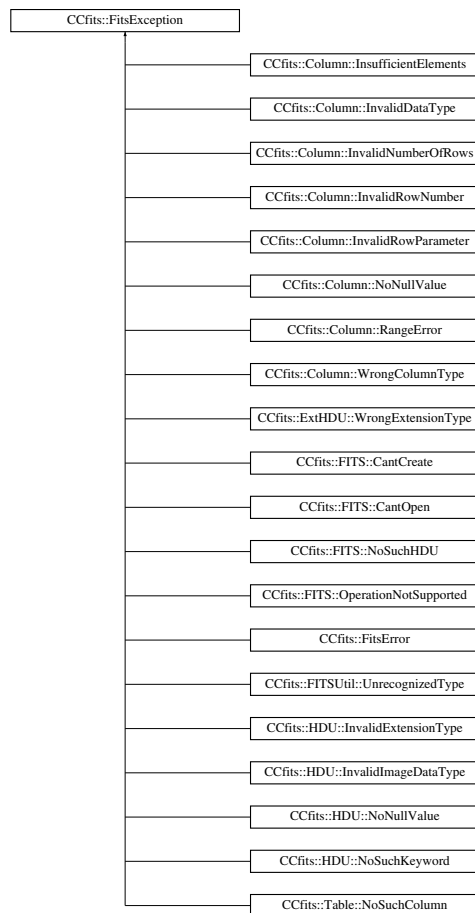 CCfits::FitsException
CCfits::Column::InsufficientElements
CCfits::Column::InvalidDataType
CCfits::Column::InvalidNumberOfRows
CCfits::Column::InvalidRowNumber
CCfits::Column::InvalidRowParameter
CCfits::Column::NoNullValue
CCfits::Column::RangeError
CCfits::Column::WrongColumnType
CCfits::ExtHDU::WrongExtensionType
CCfits::FITS::CantCreate
CCfits::FITS::CantOpen
CCfits::FITS::NoSuchHDU
CCfits::FITS::OperationNotSupported
CCfits::FitsError
CCfits::FITSUtil::UnrecognizedType
CCfits::HDU::InvalidExtensionType
CCfits::HDU::InvalidImageDataType
CCfits::HDU::NoNullValue
CCfits::HDU::NoSuchKeyword
CCfits::Table::NoSuchColumn